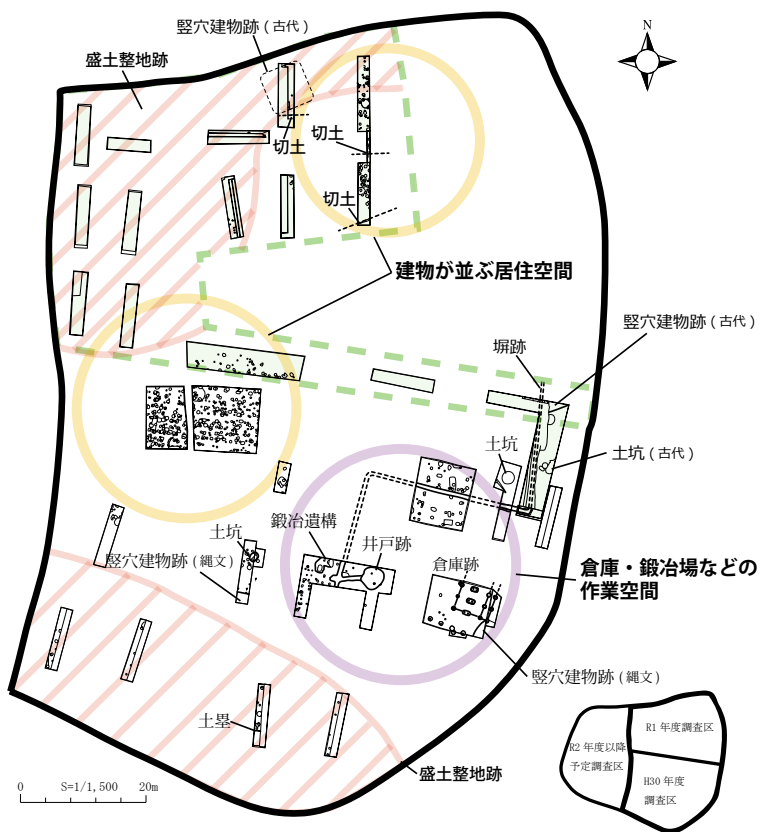 竪穴建物跡 (古代)
N
盛土整地跡
切土
切土
切土
建物が並ぶ居住空間
竪穴建物跡 (古代)
塀跡
土坑
土坑 (古代)
鍛冶遺構
土坑
井戸跡
倉庫跡
竪穴建物跡 (縄文)
倉庫・鍛冶場などの
作業空間
竪穴建物跡 (縄文)
土塁
盛土整地跡
0 S=1/1,500 20m
R1 年度調査区
R2 年度以降
予定調査区
H30 年度
調査区